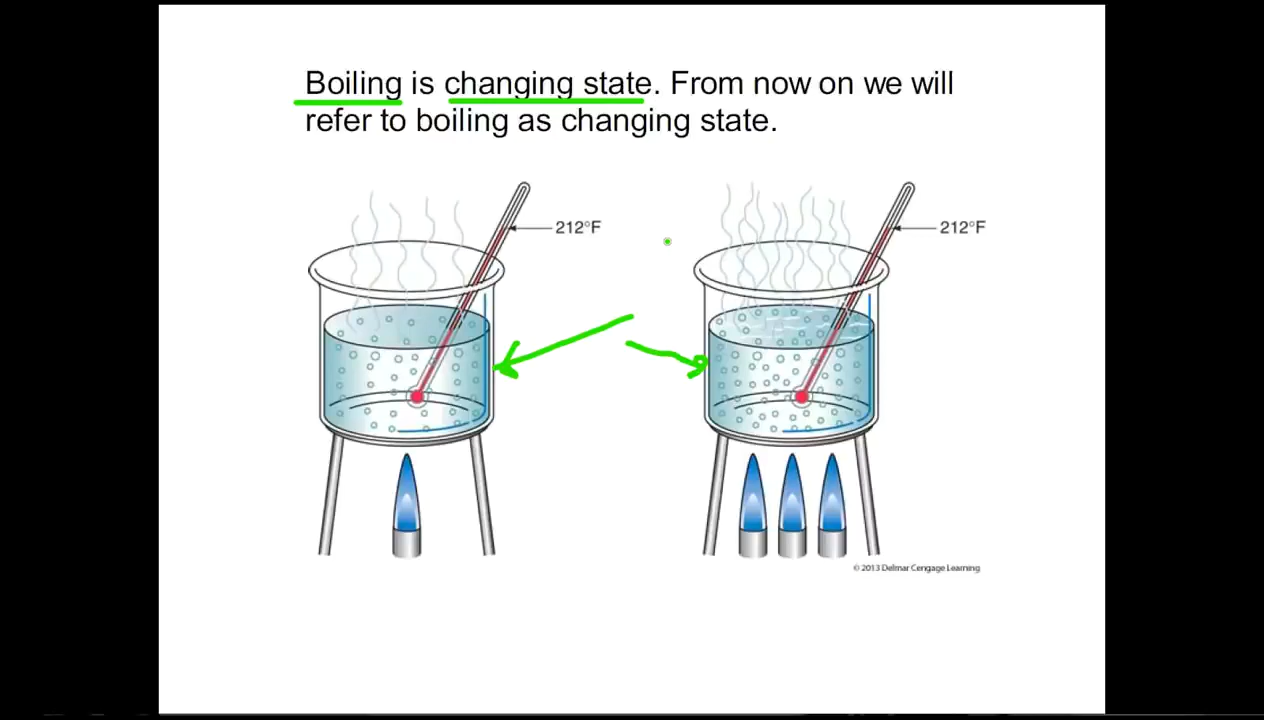 Boiling is changing state. From now on we will
refer to boiling as changing state.
212°F
212°F
© 2013 Delmar Cengage Learning